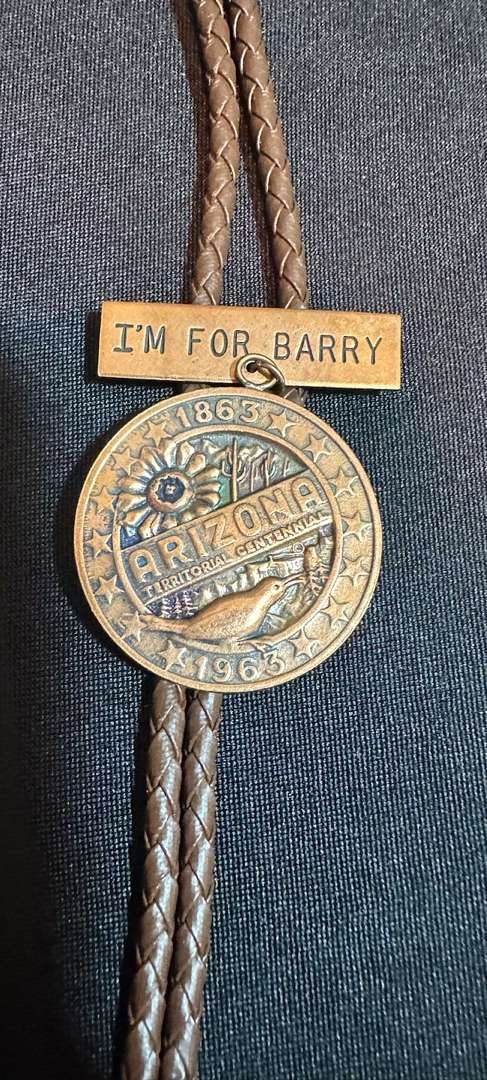 I'M FOR BARRY
1863
ARIZONA
TERRITORIAL CENTENNIAL
©
1963